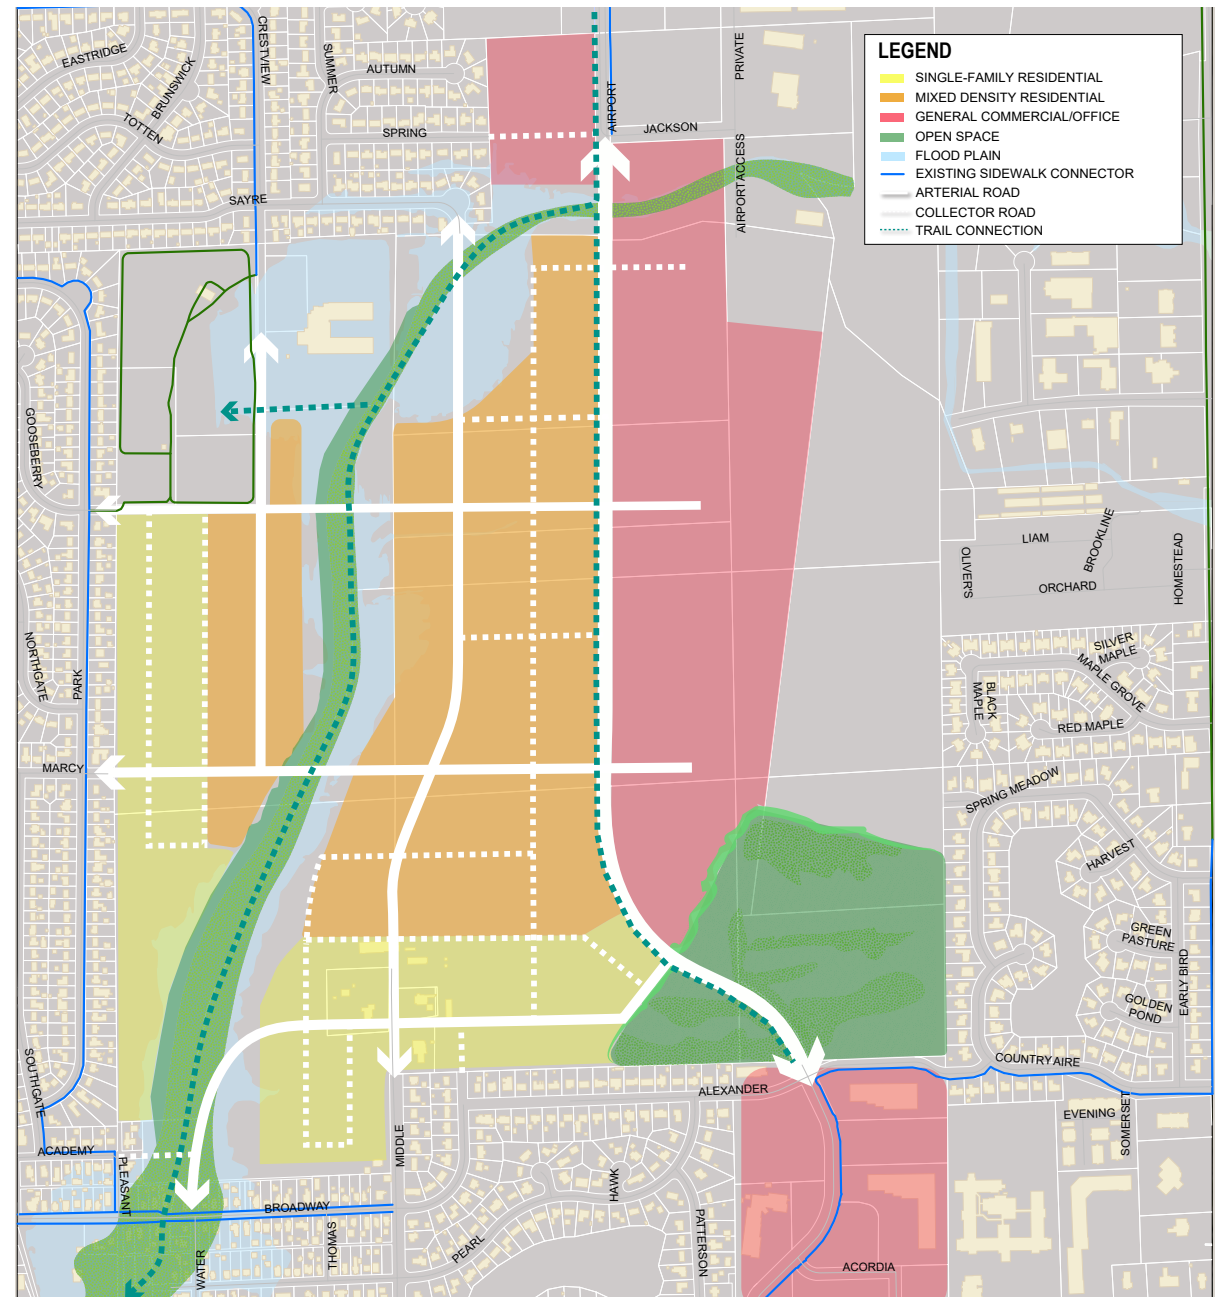 EASTRIDGE
BRUNSWICK
TOTTEN
CRESTVIEW
SUMMER
AUTUMN
SPRING
SAYRE
AIRPORT
JACKSON
PRIVATE
AIRPORT ACCESS
LEGEND
SINGLE-FAMILY RESIDENTIAL
MIXED DENSITY RESIDENTIAL
GENERAL COMMERCIAL/OFFICE
OPEN SPACE
FLOOD PLAIN
EXISTING SIDEWALK CONNECTOR
ARTERIAL ROAD
COLLECTOR ROAD
TRAIL CONNECTION
GOOSEBERRY
NORTHGATE
PARK
MARCY
LIAM
BROOKLINE
ORCHARD
OLIVER'S
HOMESTEAD
SILVER
MAPLE
MAPLE GROVE
BLACK
MAPLE
RED MAPLE
SPRING MEADOW
HARVEST
GREEN
PASTURE
EARLY BIRD
GOLDEN
POND
COUNTRY AIRE
SOUTHGATE
ALEXANDER
EVENING
SOMERSET
ACADEMY
PLEASANT
MIDDLE
BROADWAY
HAWK
THOMAS
PEARL
PATTERSON
WATER
ACORDIA